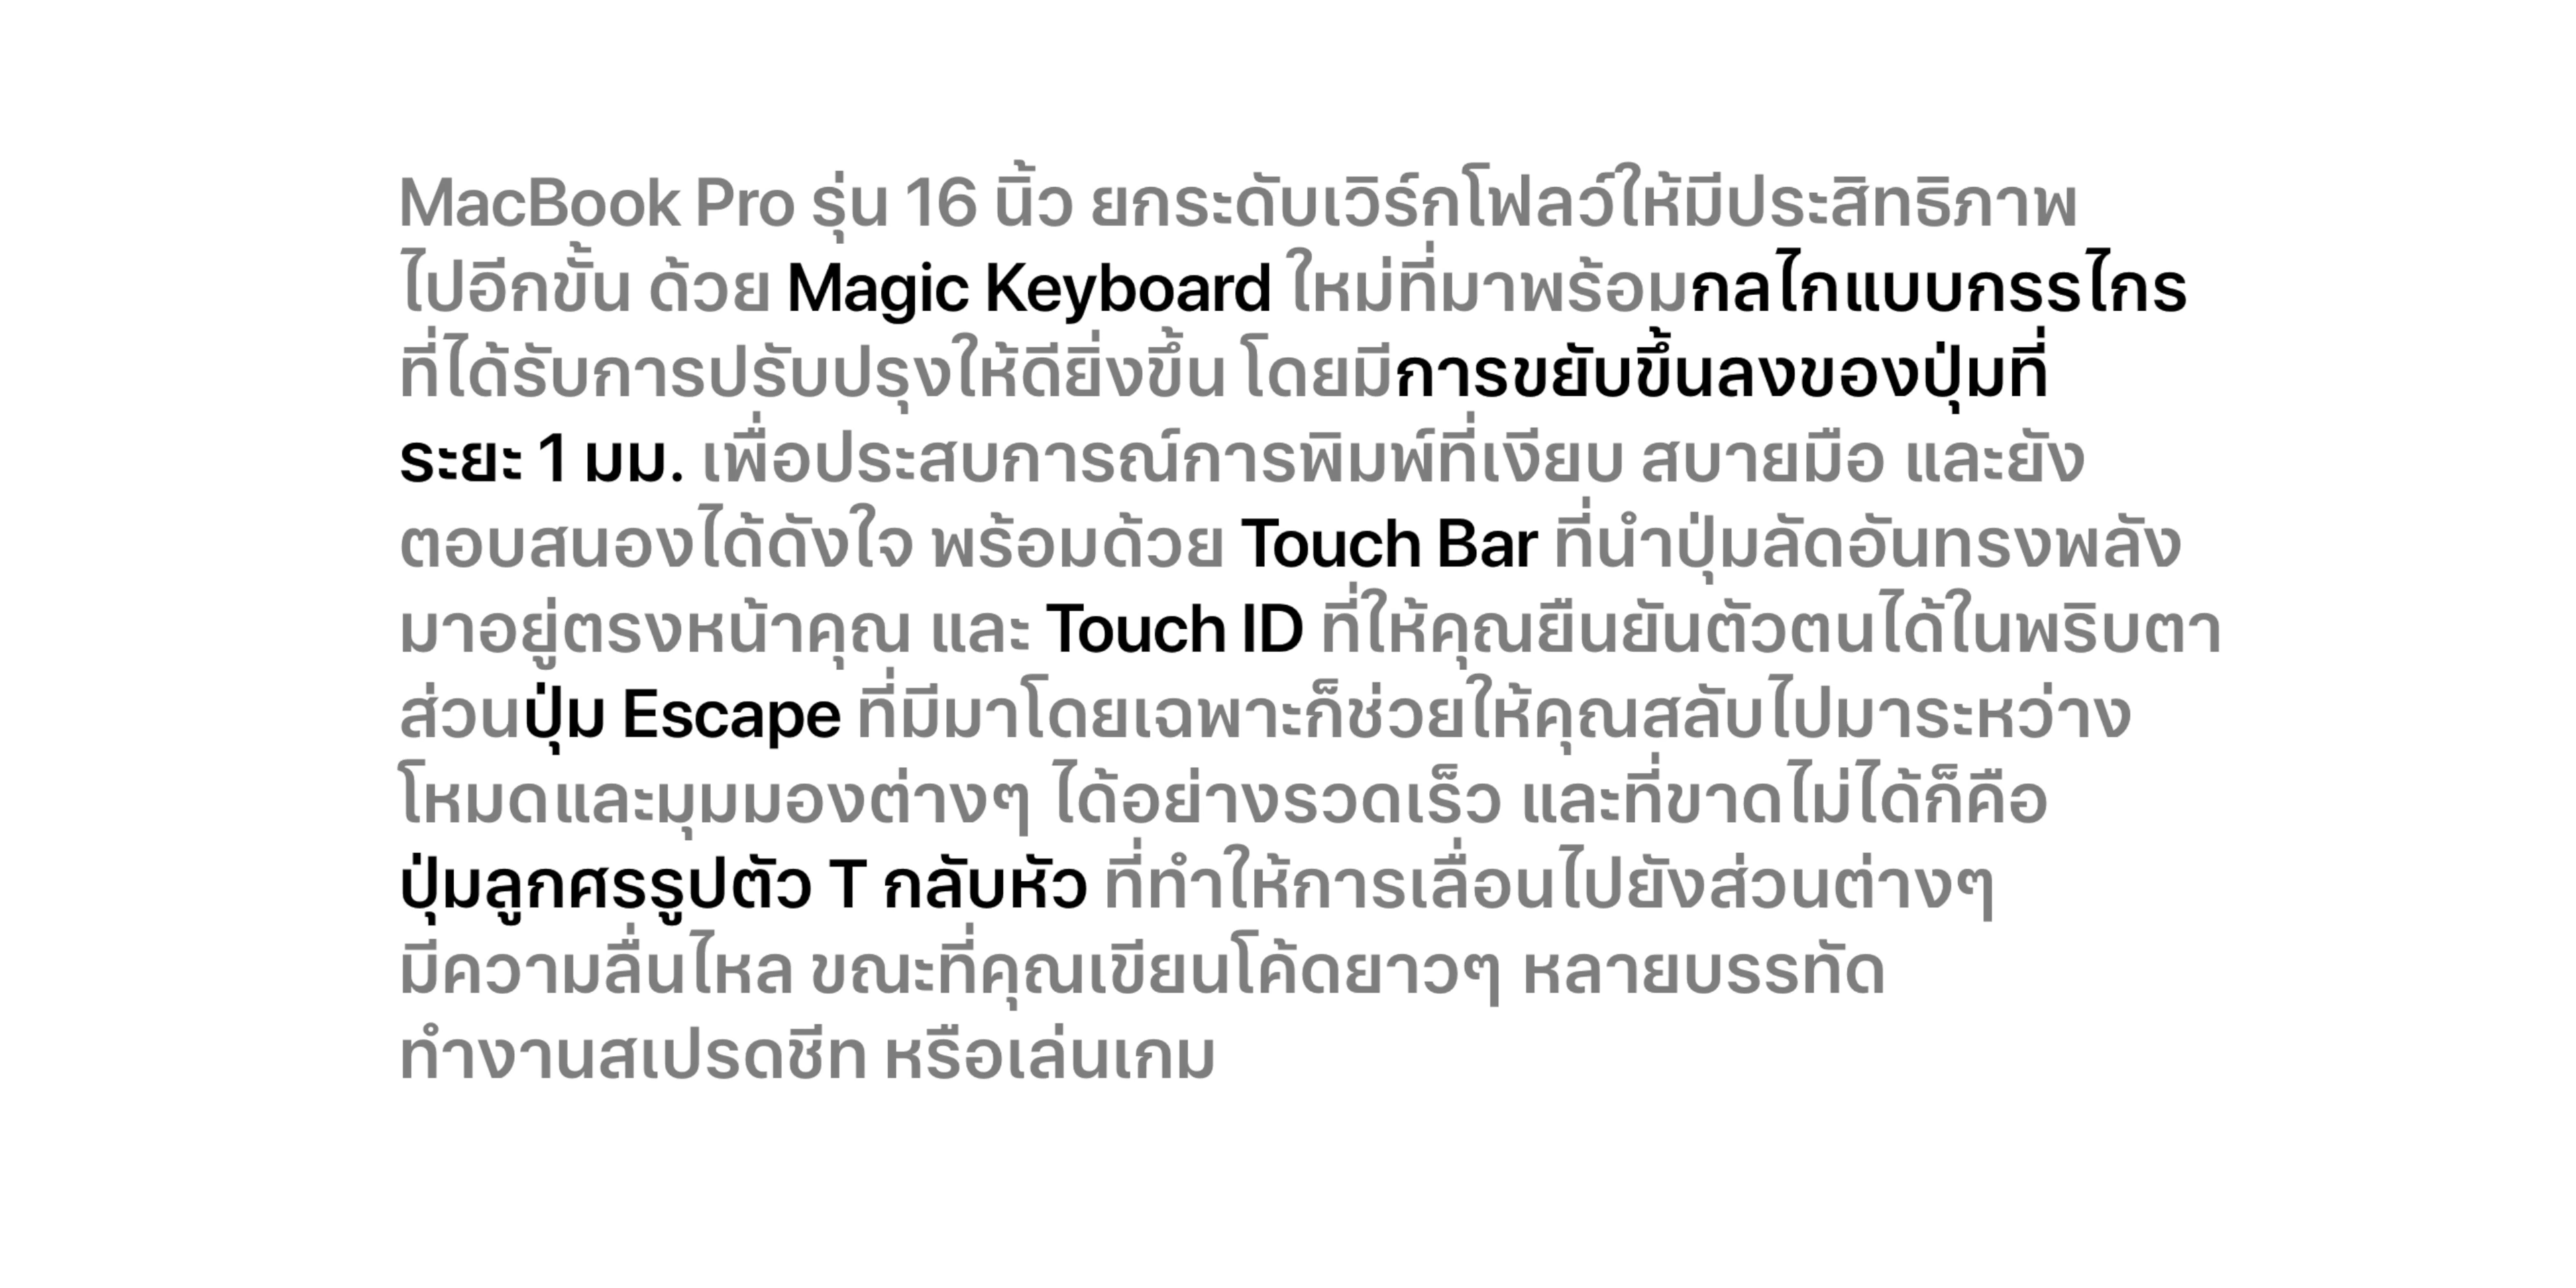 MacBook Pro รุ่น 16 นิ้ว ยกระดับเวิร์กโฟลว์ให้มีประสิทธิภาพ
ไปอีกขั้น ด้วย Magic Keyboard ใหม่ที่มาพร้อมกลไกแบบกรรไกร
ที่ได้รับการปรับปรุงให้ดียิ่งขึ้น โดยมีการขยับขึ้นลงของปุ่มที่
ระยะ 1 มม. เพื่อประสบการณ์การพิมพ์ที่เงียบ สบายมือ และยัง
ตอบสนองได้ดังใจ พร้อมด้วย Touch Bar ที่นำปุ่มลัดอันทรงพลัง
มาอยู่ตรงหน้าคุณ และ Touch ID ที่ให้คุณยืนยันตัวตนได้ในพริบตา
ส่วนปุ่ม Escape ที่มีมาโดยเฉพาะก็ช่วยให้คุณสลับไปมาระหว่าง
โหมดและมุมมองต่างๆ ได้อย่างรวดเร็ว และที่ขาดไม่ได้ก็คือ
ปุ่มลูกศรรูปตัว T กลับหัว ที่ทำให้การเลื่อนไปยังส่วนต่างๆ
มีความลื่นไหล ขณะที่คุณเขียนโค้ดยาวๆ หลายบรรทัด
ทำงานสเปรดชีท หรือเล่นเกม